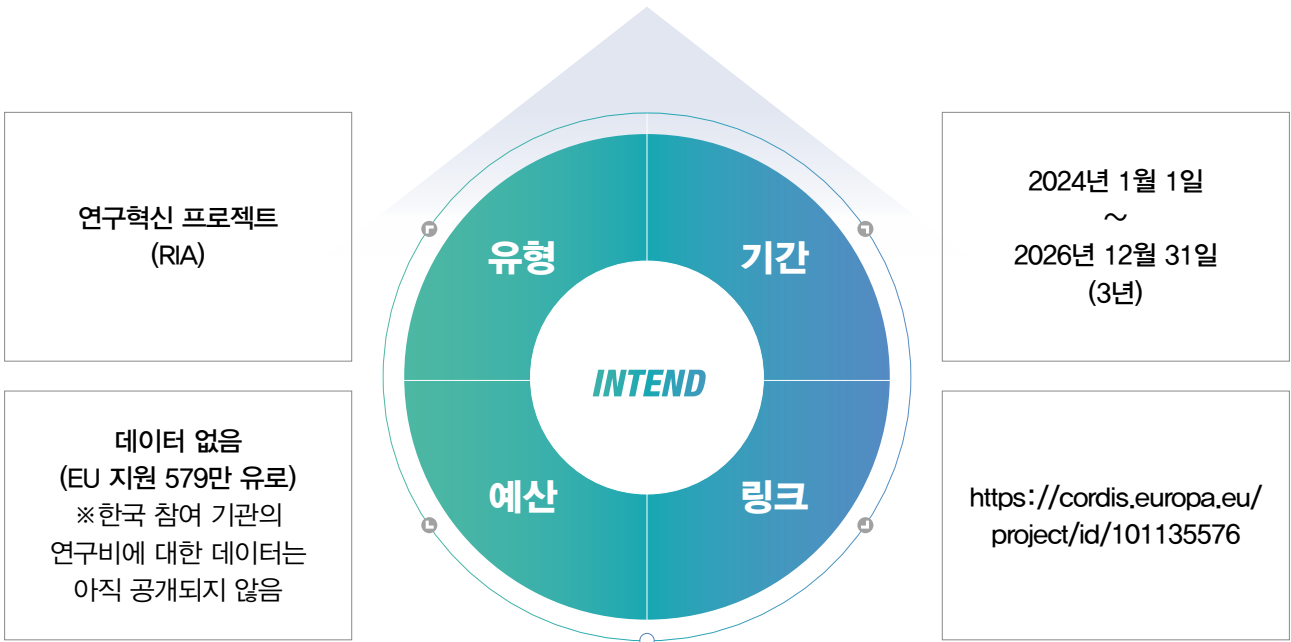 연구혁신 프로젝트
(RIA)
유형
기간
2024년 1월 1일
~
2026년 12월 31일
(3년)
INTEND
데이터 없음
(EU 지원 579만 유로)
※한국 참여 기관의
연구비에 대한 데이터는
아직 공개되지 않음
예산
링크
https://cordis.europa.eu/
project/id/101135576